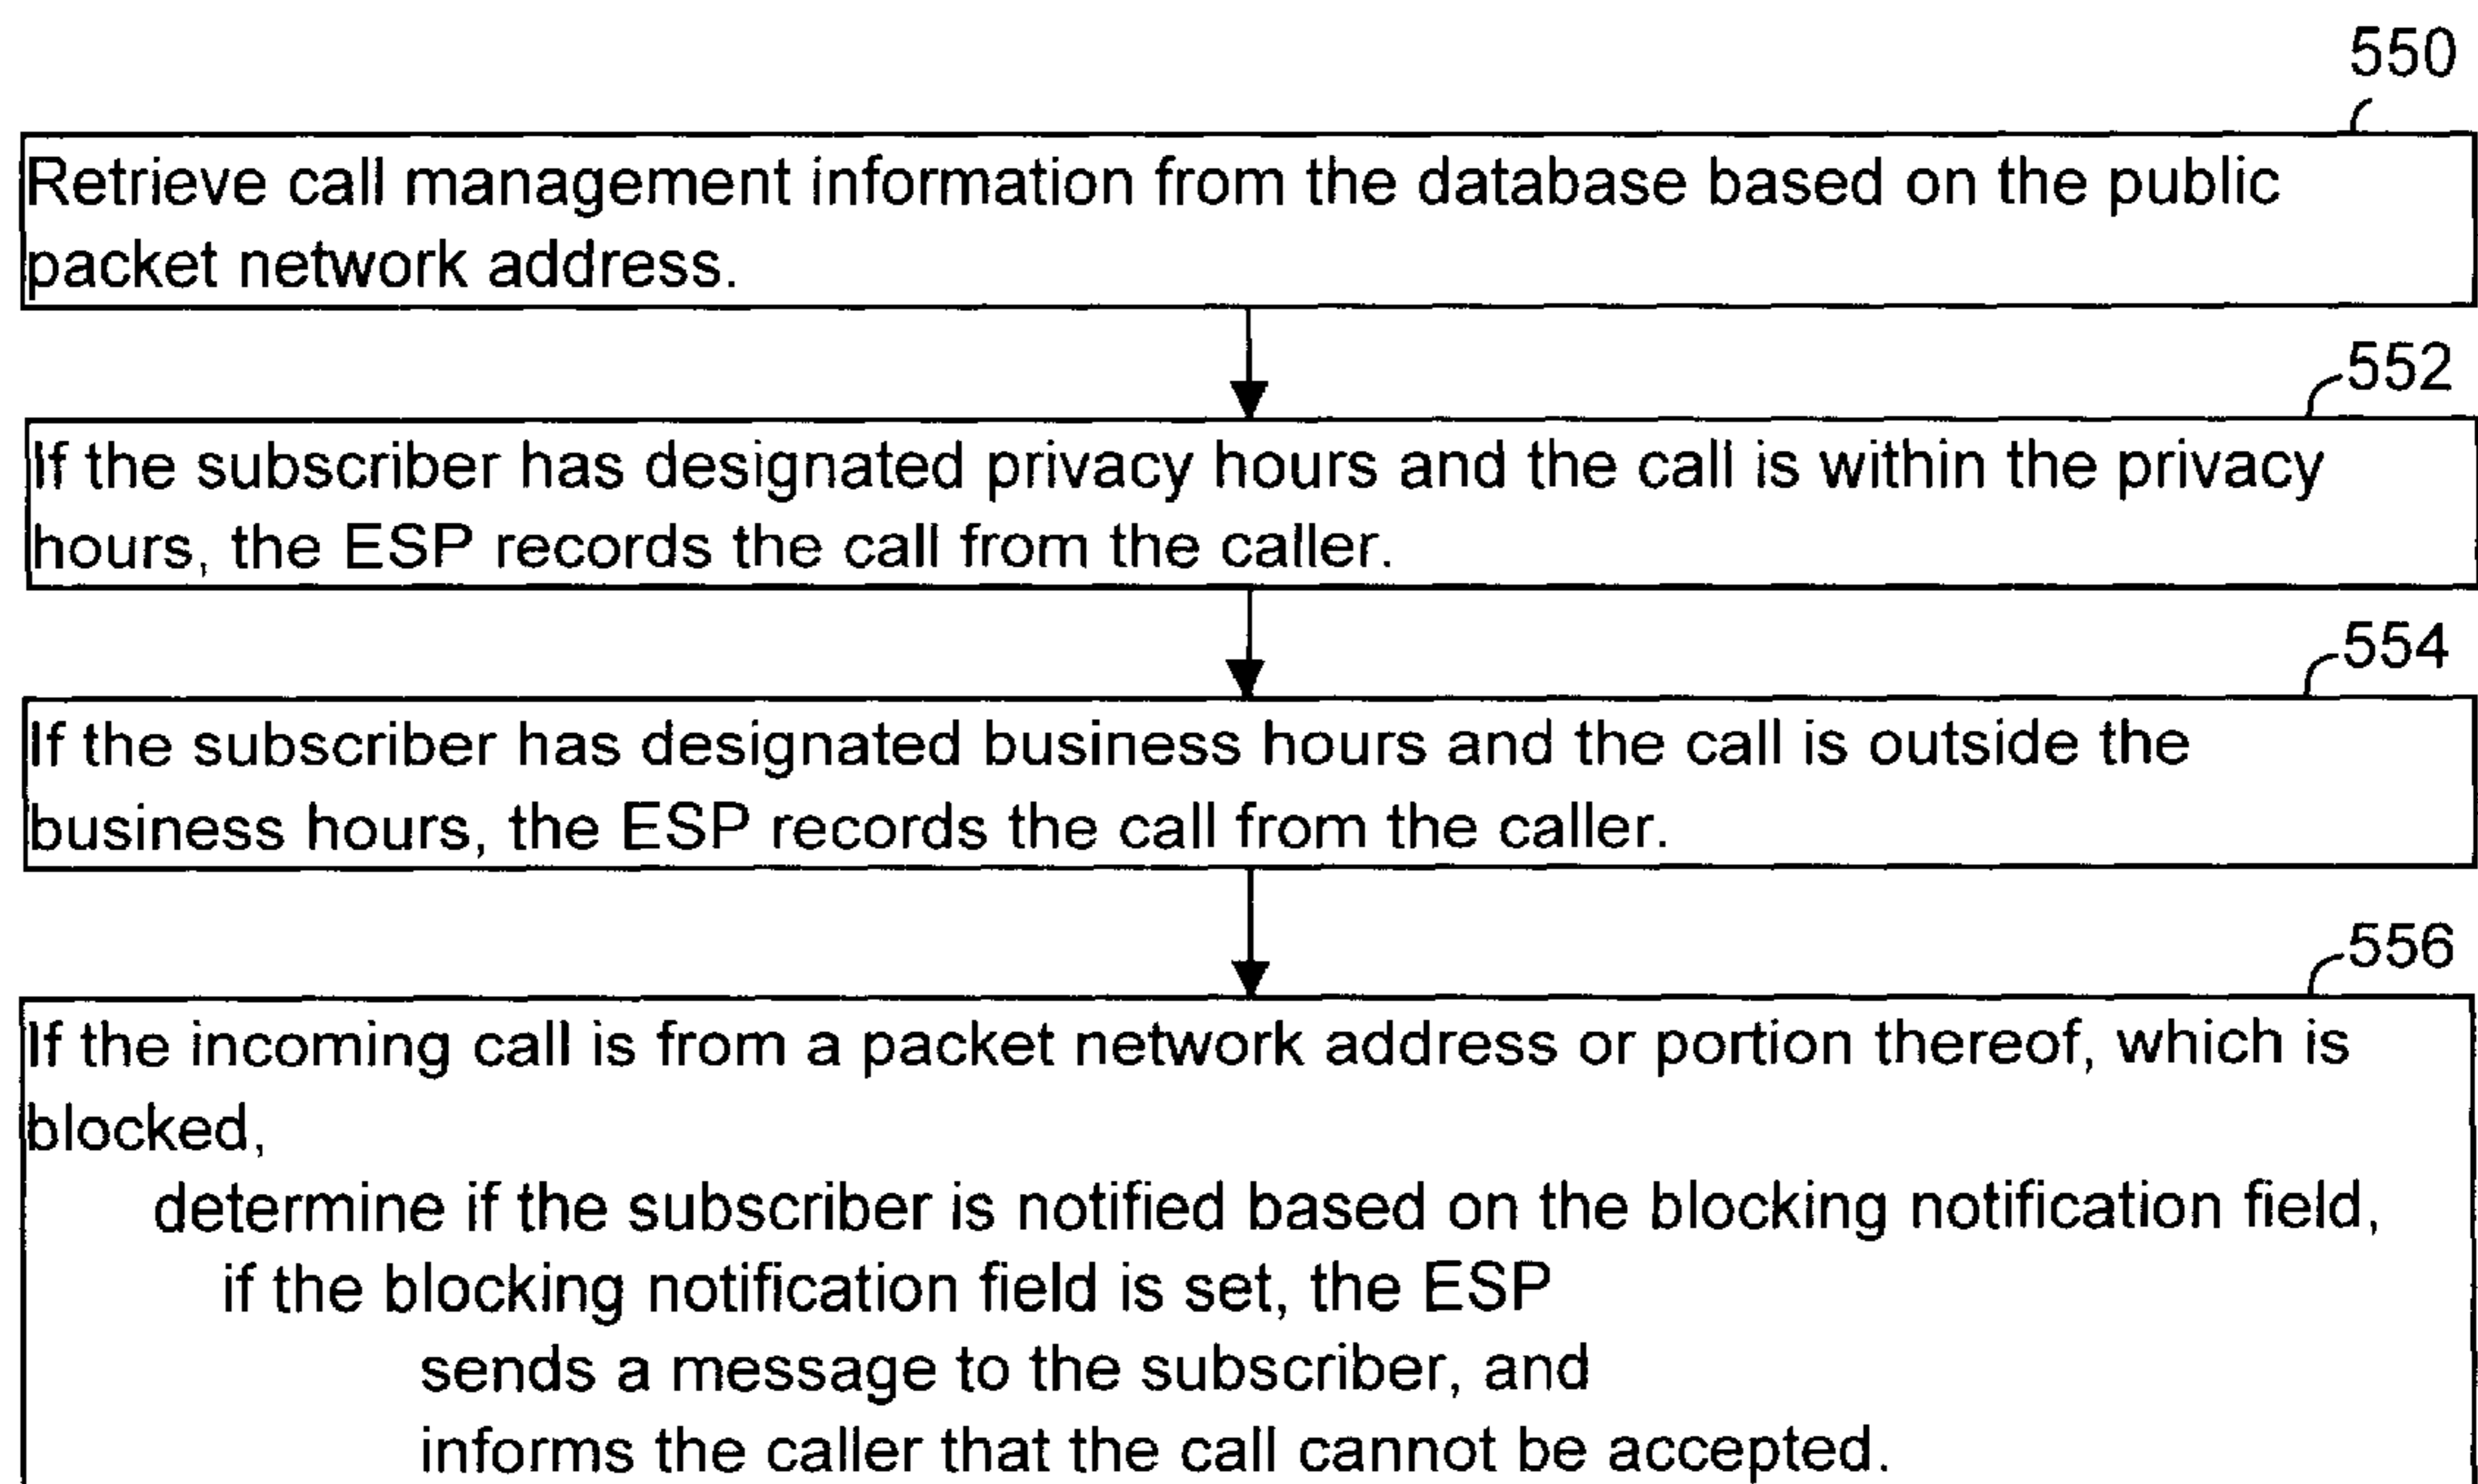 550
Retrieve call management information from the database based on the public
packet network address.
552
If the subscriber has designated privacy hours and the call is within the privacy
hours, the ESP records the call from the caller.
554
If the subscriber has designated business hours and the call is outside the
business hours, the ESP records the call from the caller.
556
If the incoming call is from a packet network address or portion thereof, which is
blocked,
determine if the subscriber is notified based on the blocking notification field,
if the blocking notification field is set, the ESP
sends a message to the subscriber, and
informs the caller that the call cannot be accepted.